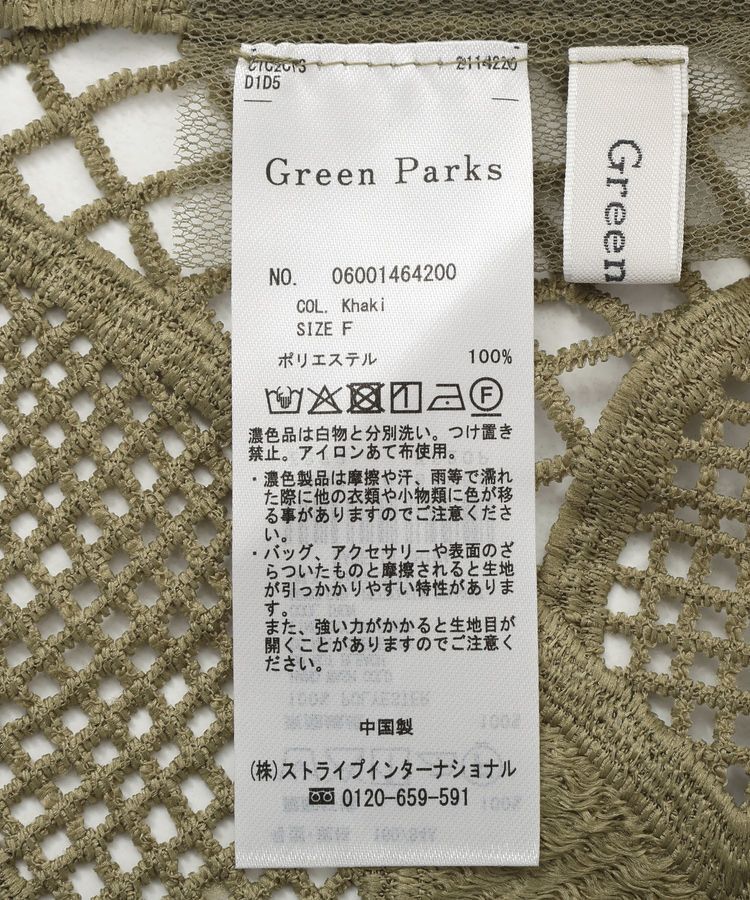 C1C2C13 2114220
D1D5
Green Parks
Green
NO. 06001464200
COL. Khaki
SIZE F
ポリエステル 100%
F
濃色品は白物と分別洗い。つけ置き
禁止。アイロンあて布使用。
・濃色製品は摩擦や汗、雨等で濡れ
た際に他の衣類や小物類に色が移
る事がありますのでご注意くださ
い。
・バッグ、アクセサリーや表面のざ
らついたものと摩擦されると生地
が引っかかりやすい特性がありま
す。
また、強い力がかかると生地目が
開くことがありますのでご注意く
ださい。
100% POLYESTER
100%
中国製
(株)ストライプインターナショナル
0120-659-591